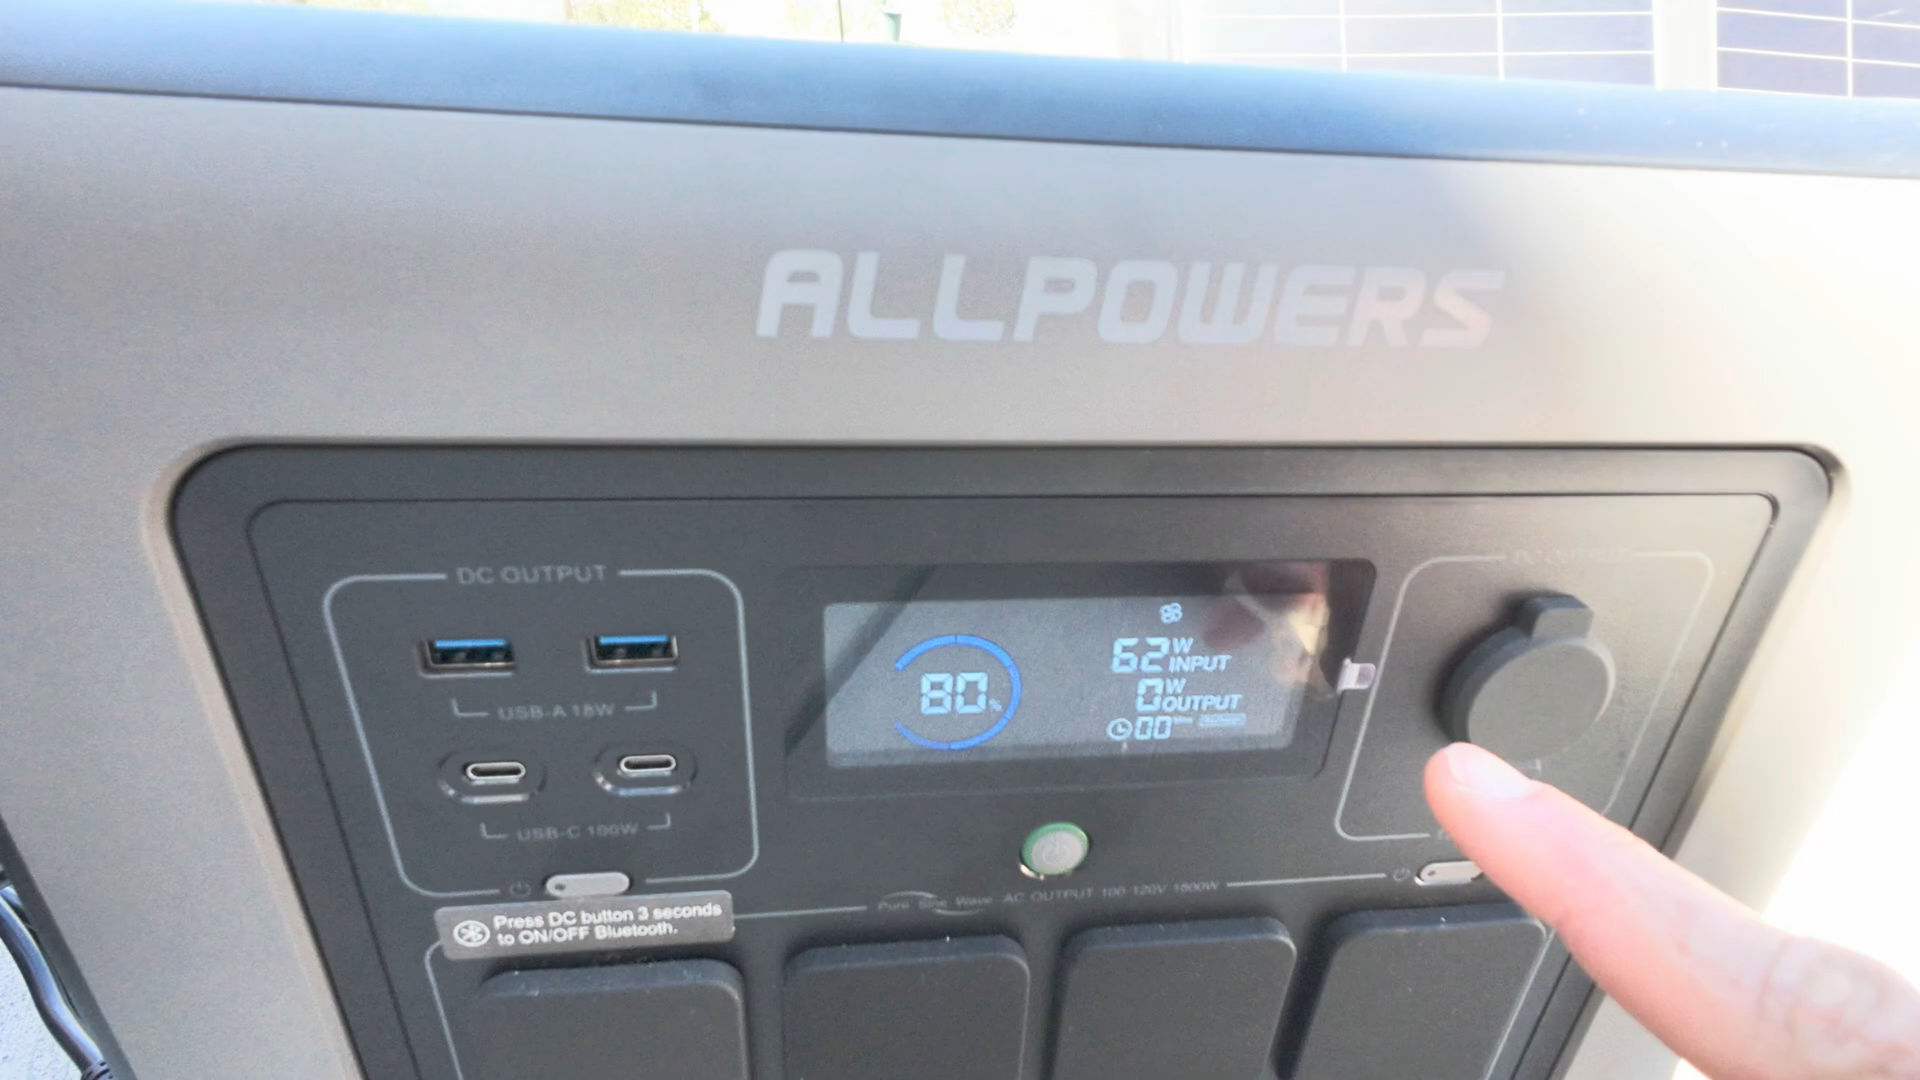 ALLPOWERS
DC OUTPUT
USB-A 18W
USB-C 100W
Press DC button 3 seconds
to ON/OFF Bluetooth.
80%
62W INPUT
0W OUTPUT
00
Pure Sine Wave AC OUTPUT 100-120V 1800W